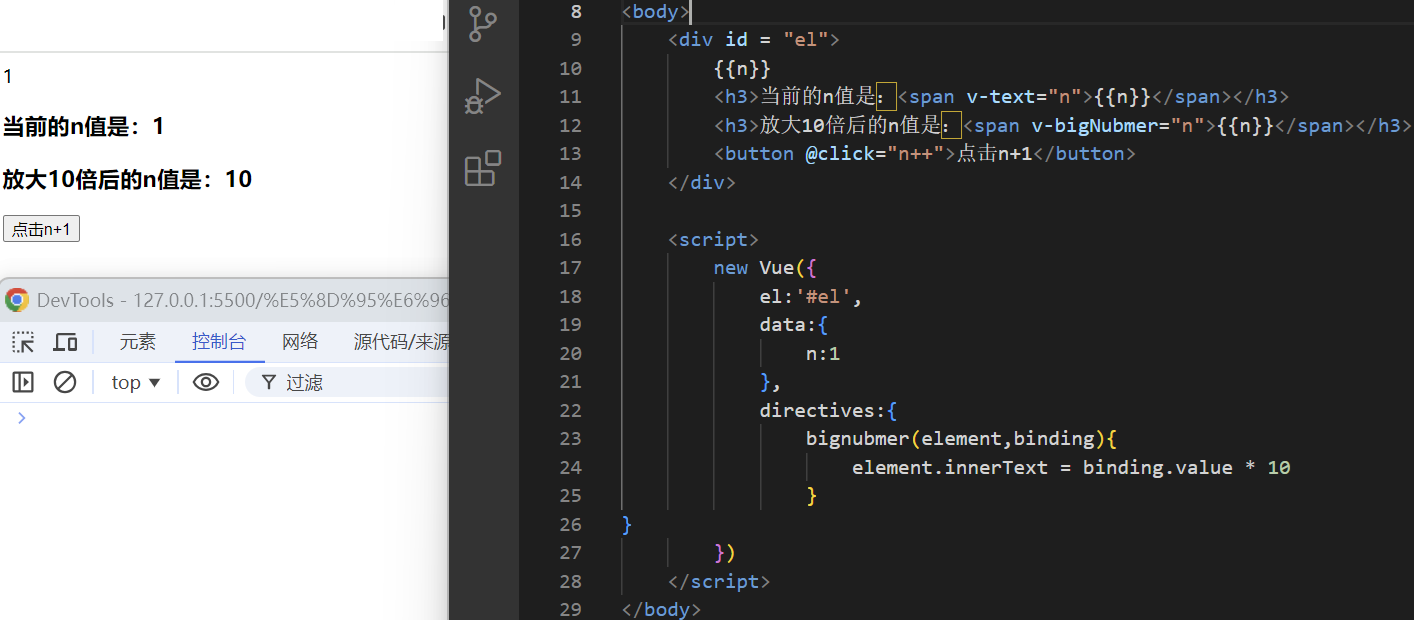 1
当前的n值是：1
放大10倍后的n值是：10
点击n+1
DevTools - 127.0.0.1:5500/%E5%8D%95%E6%96
元素 控制台 网络 源代码/来源
top ▼ 过滤
8 <body>
9 <div id = "el">
10 {{n}}
11 <h3>当前的n值是：<span v-text="n">{{n}}</span></h3>
12 <h3>放大10倍后的n值是：<span v-bigNubmer="n">{{n}}</span></h3>
13 <button @click="n++">点击n+1</button>
14 </div>
15
16 <script>
17 new Vue({
18 el:'#el',
19 data:{
20 n:1
21 },
22 directives:{
23 bignubmer(element,binding){
24 element.innerText = binding.value * 10
25 }
26 }
27 })
28 </script>
29 </body>